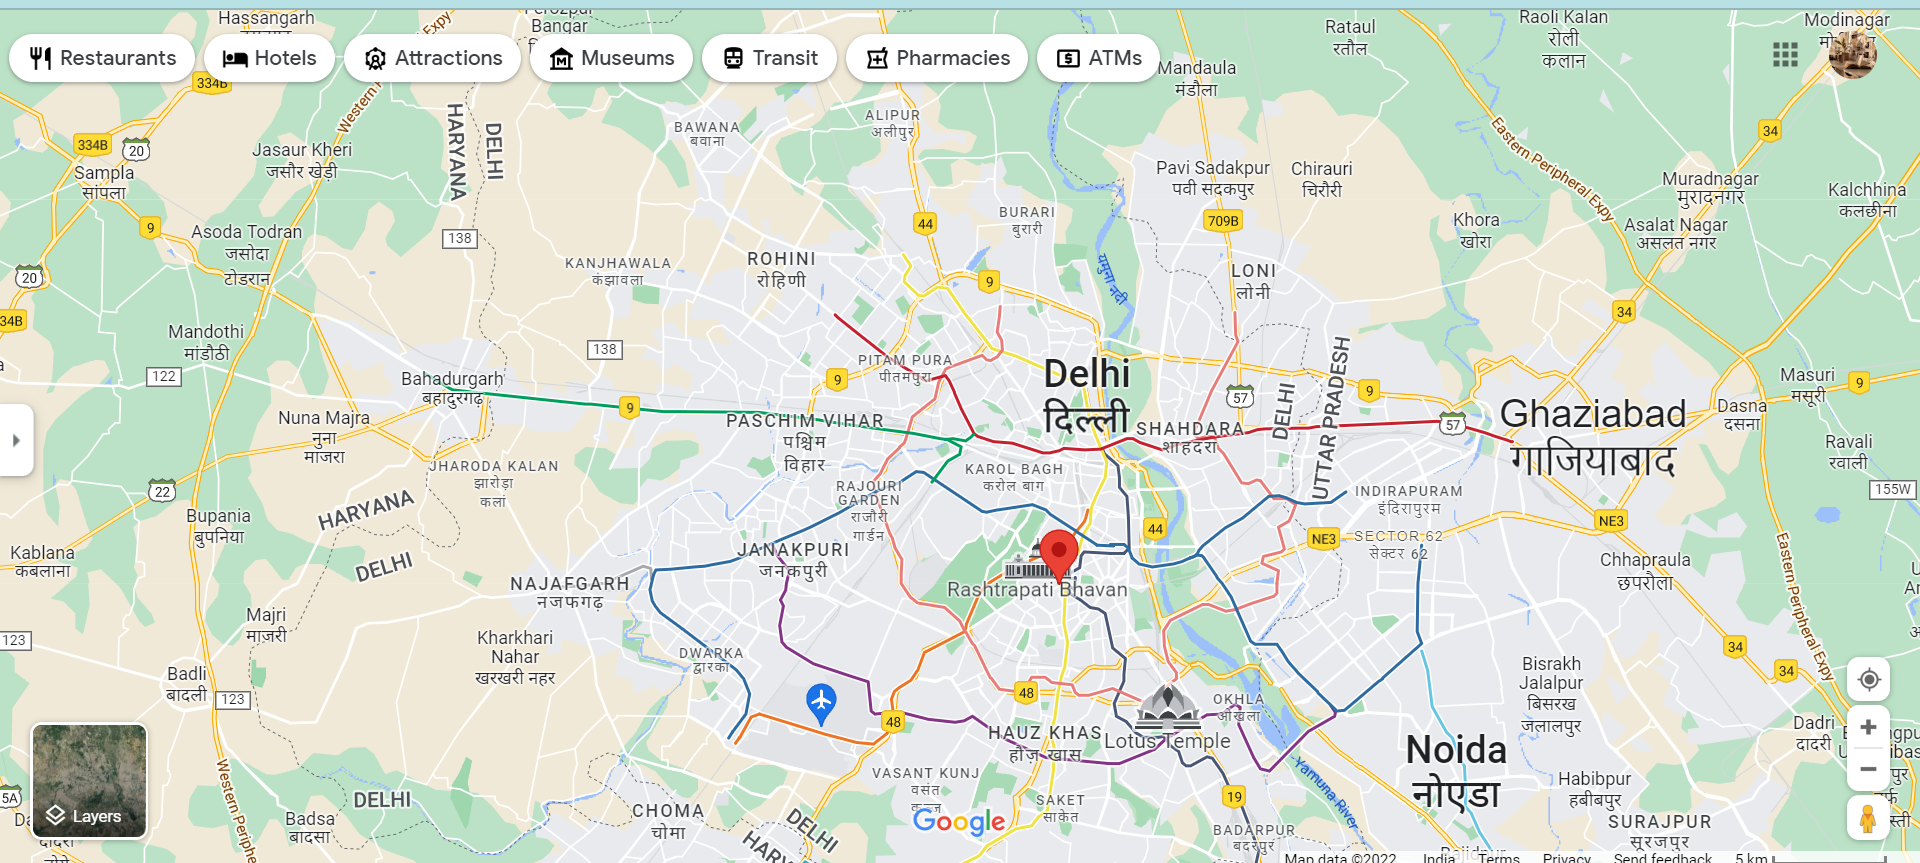 Hassangarh
Bangar
Rataul
रतौल
Raoli Kalan
रोली
कलान
Modinagar
Restaurants
Hotels
Attractions
Museums
Transit
Pharmacies
ATMs
Mandaula
मंडौला
334B
HARYANA
DELHI
BAWANA
बवाना
ALIPUR
अलीपुर
334B
20
Jasaur Kheri
जसौर खेड़ी
Sampla
सांपला
34
Eastern Peripheral Expy
Pavi Sadakpur
पवी सदकपुर
Chirauri
चिरौरी
Muradnagar
मुरादनगर
Kalchhina
कलछीना
9
Asoda Todran
जसोदा
टोडरान
138
44
BURARI
बुरारी
709B
Khora
खोरा
Asalat Nagar
असलत नगर
20
KANJHAWALA
कंझावला
ROHINI
रोहिणी
9
यमुना नदी
LONI
लोनी
34B
Mandothi
मांडौठी
138
34
122
Bahadurgarh
बहादुरगढ़
9
PITAM PURA
पीतमपुरा
Delhi
दिल्ली
57
DELHI
UTTAR PRADESH
9
Masuri
मसूरी
9
Nuna Majra
नुना
माजरा
9
PASCHIM VIHAR
पश्चिम
विहार
SHAHDARA
शाहदरा
57
Ghaziabad
गाजियाबाद
Dasna
दसना
Ravali
रवाली
JHARODA KALAN
झारोड़ा
कलां
KAROL BAGH
करोल बाग
22
HARYANA
DELHI
RAJOURI
GARDEN
राजौरी
गार्डन
INDIRAPURAM
इंदिरापुरम
155W
Bupania
बुपनिया
44
NE3
SECTOR 62
सेक्टर 62
NE3
Kablana
कबलाना
JANAKPURI
जनकपुरी
Chhapraula
छपरौला
Eastern Peripheral Expy
NAJAFGARH
नजफगढ़
Rashtrapati Bhavan
Majri
माजरी
123
Kharkhari
Nahar
खरखरी नहर
DWARKA
द्वारका
34
34
Badli
बादली
123
48
48
Bisrakh
Jalalpur
बिसरख
जलालपुर
OKHLA
ओखला
HAUZ KHAS
हौज़ खास
Lotus Temple
Noida
नोएडा
Dadri
दादरी
Western Peripheral Expy
VASANT KUNJ
वसंत
Yamuna River
Habibpur
हबीबपुर
5A
DELHI
Layers
Badsa
बादसा
CHOMA
चोमा
DELHI
Google
SAKET
साकेत
19
BADARPUR
बदरपुर
SURAJPUR
सूरजपुर
Map data ©2022
India
Terms
Privacy
Send feedback
5 km